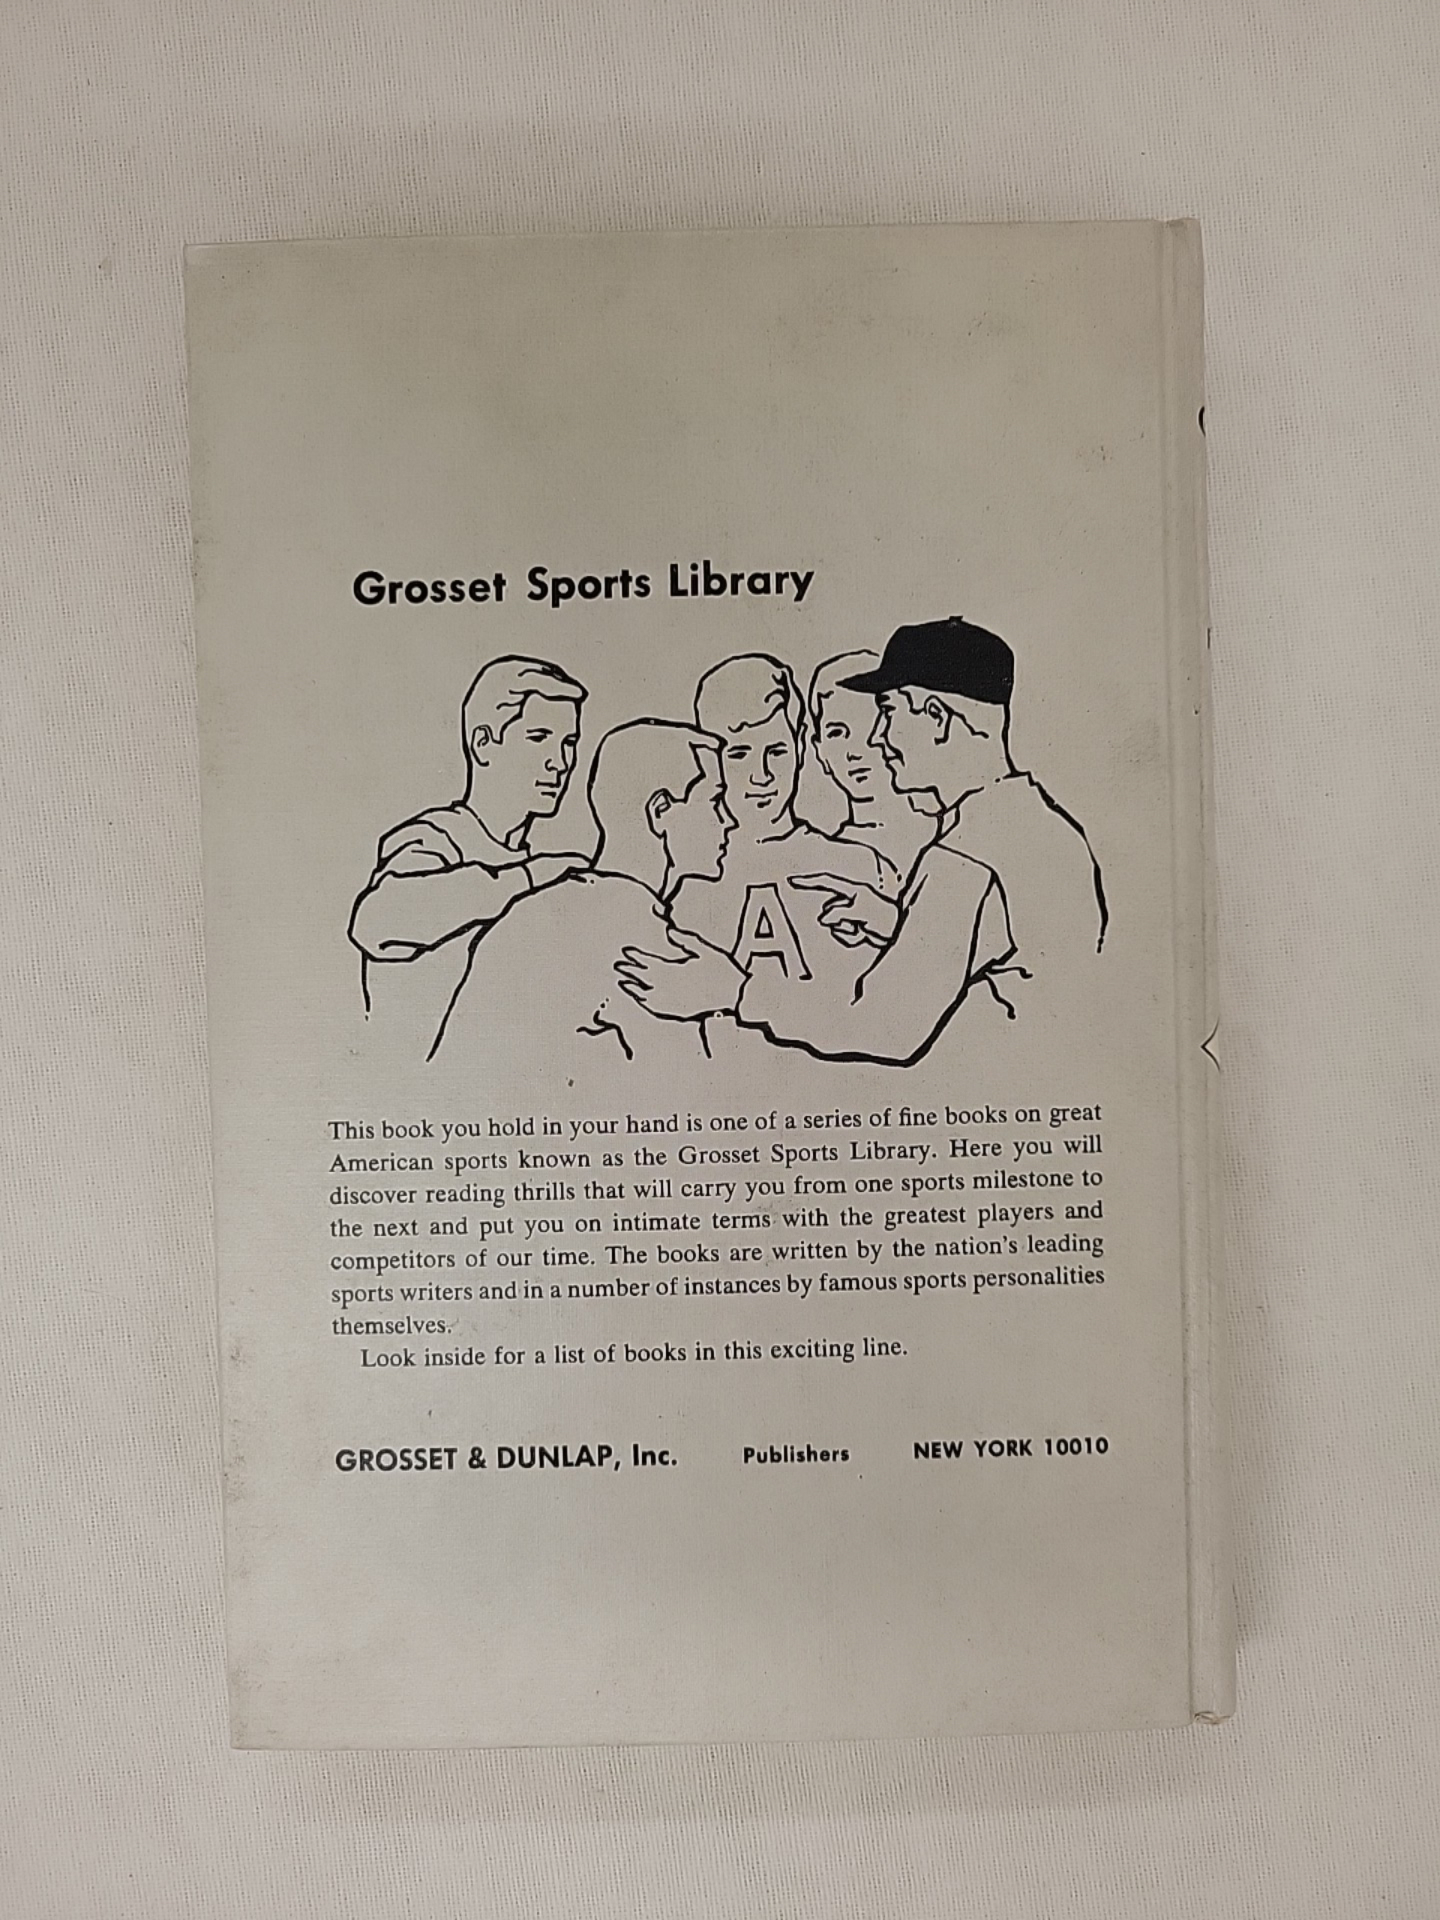 Grosset Sports Library
A
This book you hold in your hand is one of a series of fine books on great
American sports known as the Grosset Sports Library. Here you will
discover reading thrills that will carry you from one sports milestone to
the next and put you on intimate terms with the greatest players and
competitors of our time. The books are written by the nation's leading
sports writers and in a number of instances by famous sports personalities
themselves.
Look inside for a list of books in this exciting line.
GROSSET & DUNLAP, Inc. Publishers NEW YORK 10010